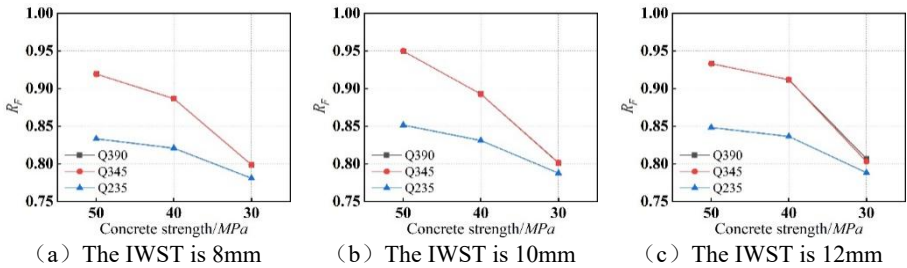 1.00
0.95
0.90
0.85
0.80
0.75
R_F
Q390
Q345
Q235
50 40 30
Concrete strength/MPa
(a) The IWST is 8mm
1.00
0.95
0.90
0.85
0.80
0.75
R_F
Q390
Q345
Q235
50 40 30
Concrete strength/MPa
(b) The IWST is 10mm
1.00
0.95
0.90
0.85
0.80
0.75
R_F
Q390
Q345
Q235
50 40 30
Concrete strength/MPa
(c) The IWST is 12mm